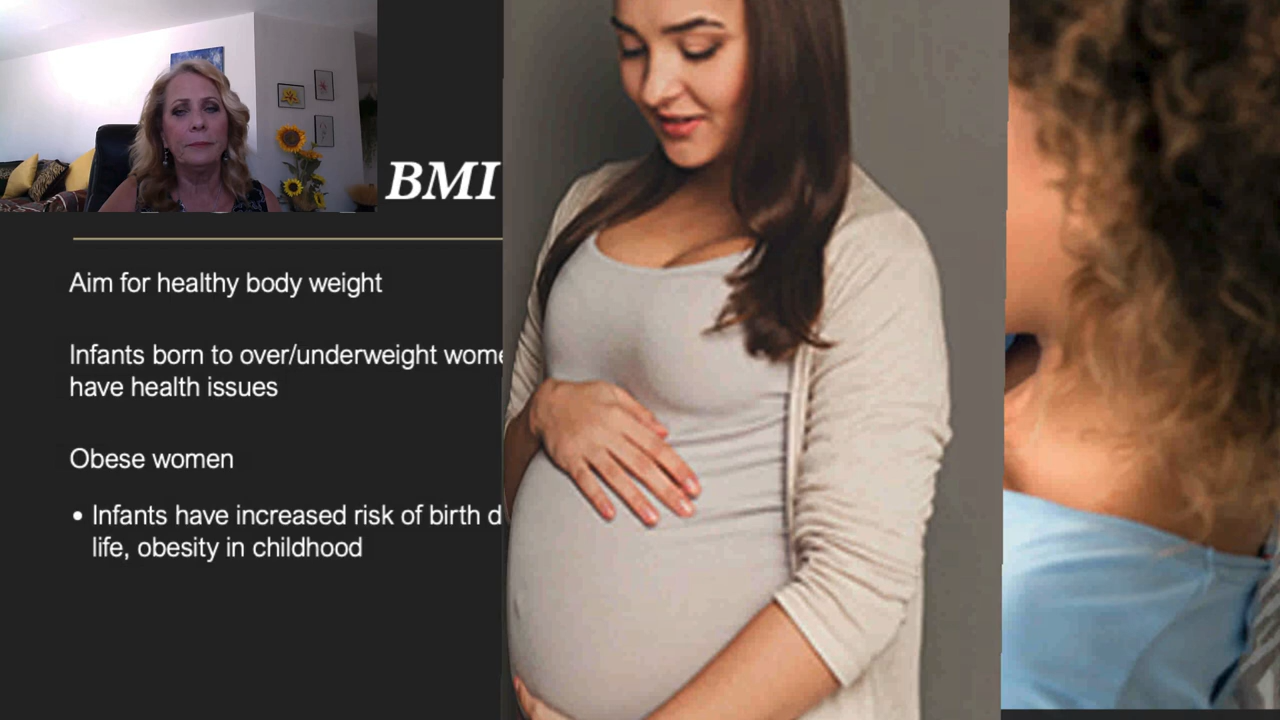 BMI
Aim for healthy body weight
Infants born to over/underweight
have health issues
Obese women
• Infants have increased risk of birth
life, obesity in childhood